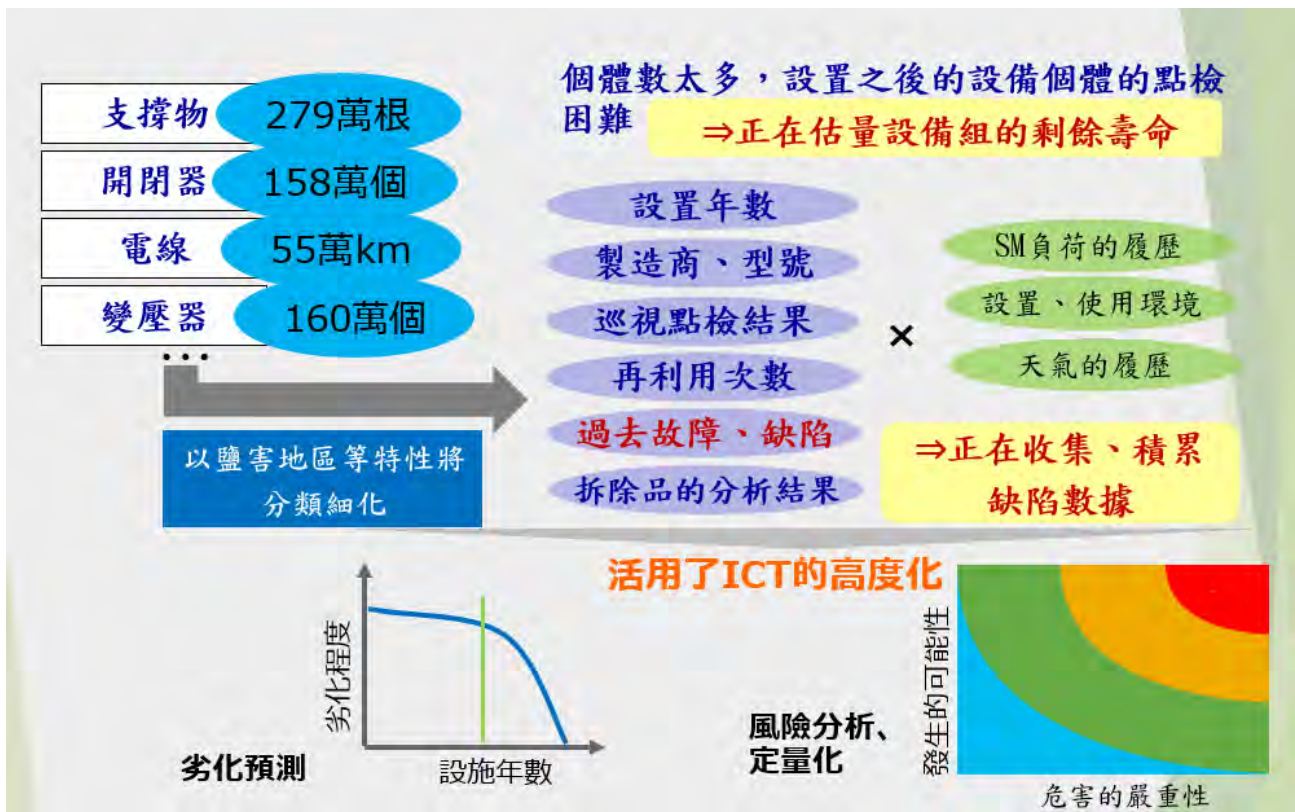 支撐物 279萬根
開閉器 158萬個
電線 55萬km
變壓器 160萬個
...
以鹽害地區等特性將
分類細化
個體數太多，設置之後的設備個體的點檢
困難 ⇒正在估量設備組的剩餘壽命
設置年數
製造商、型號
巡視點檢結果
再利用次數
過去故障、缺陷
拆除品的分析結果
×
SM負荷的履歷
設置、使用環境
天氣的履歷
⇒正在收集、積累
缺陷數據
活用了ICT的高度化
劣化程度
設施年數
劣化預測
風險分析、
定量化
發生的可能性
危害的嚴重性